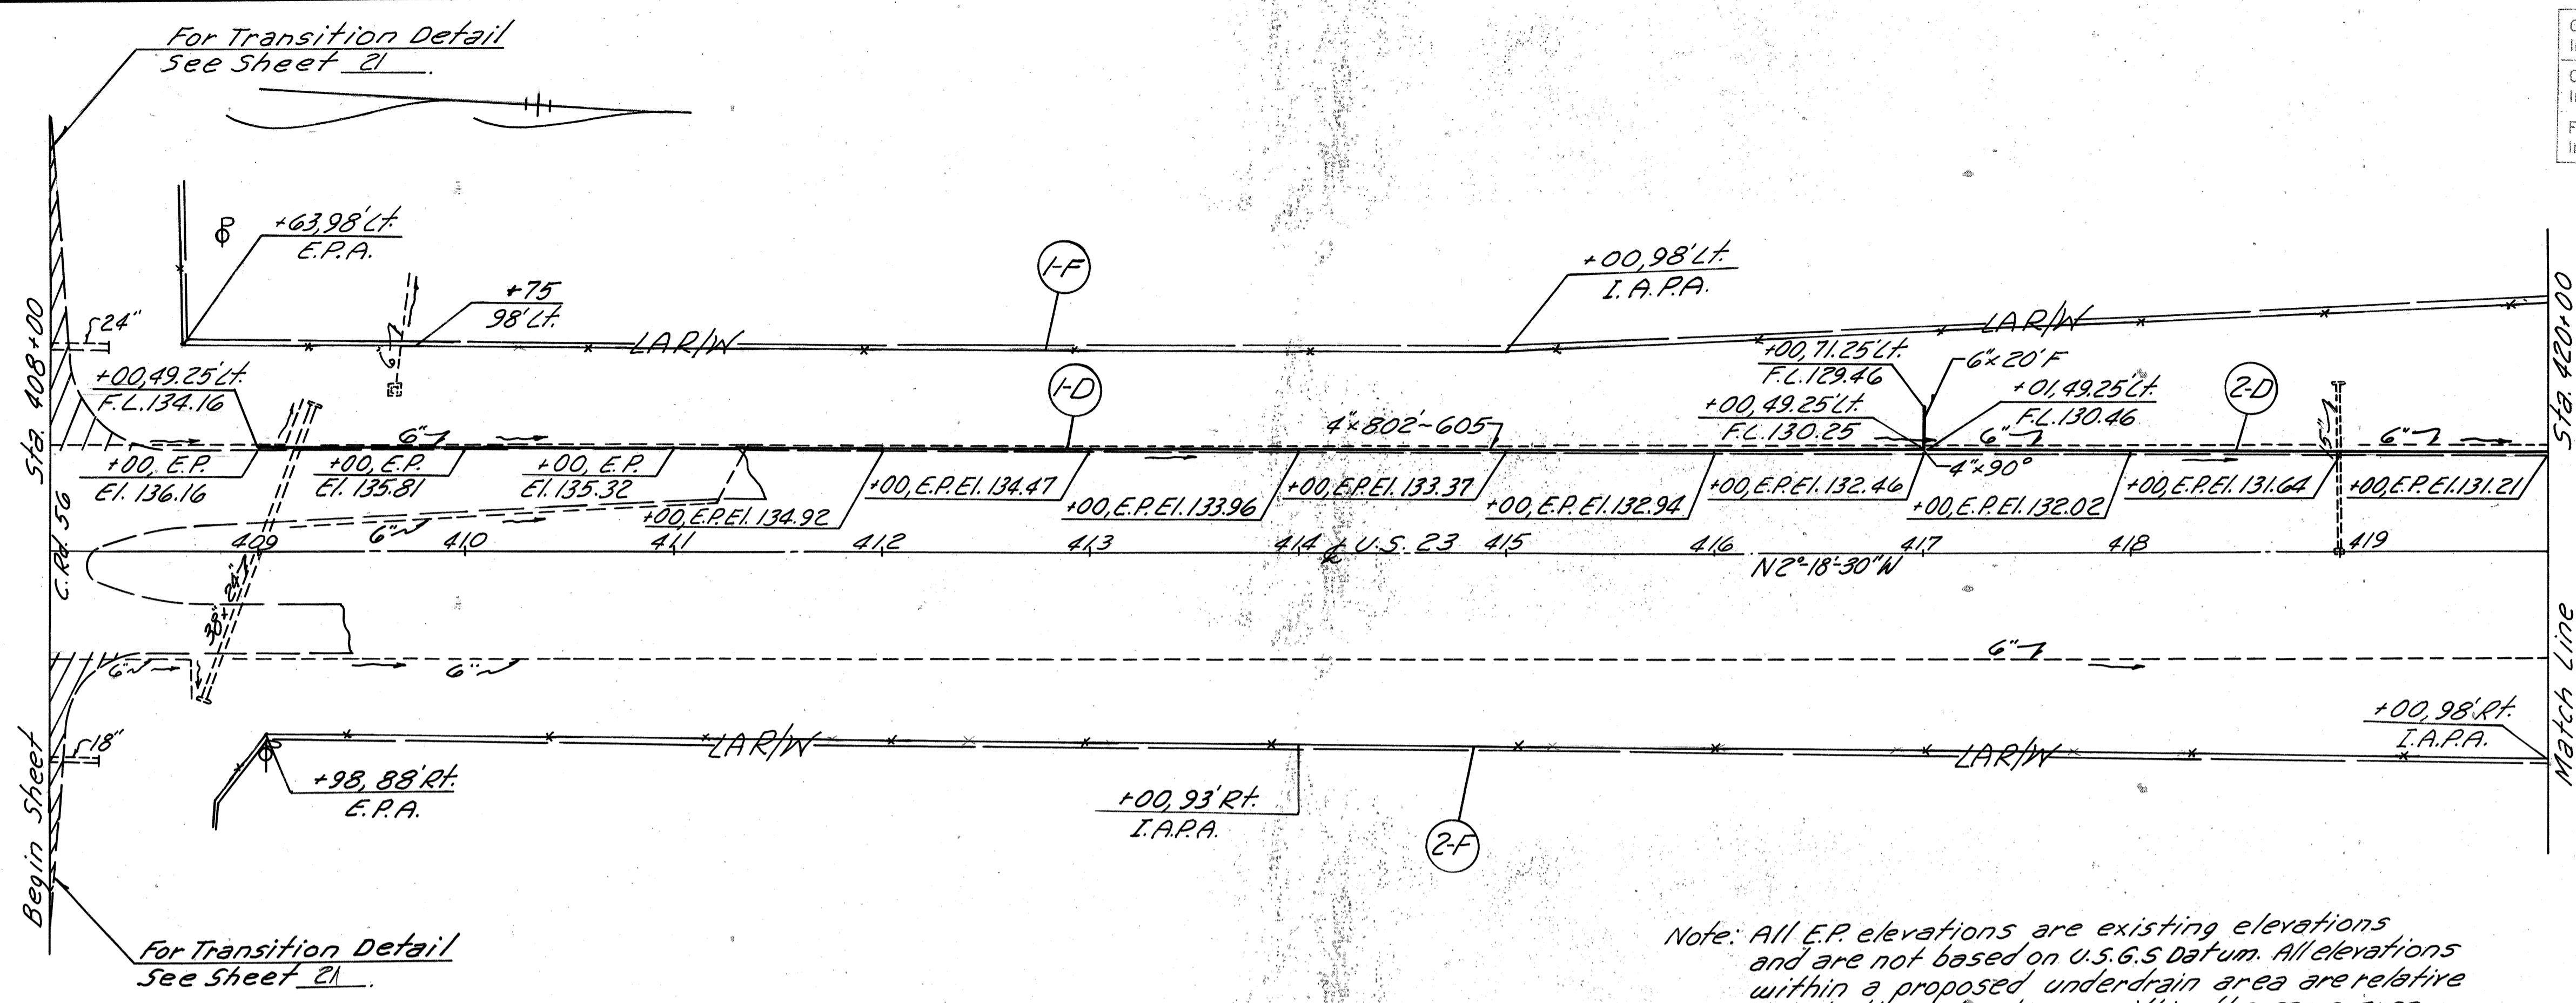 For Transition Detail
See Sheet 21.
Sta. 408+00
C. Rd. 56
Begin Sheet
24"
+63,98'Lt.
E.P.A.
+75
98'Lt.
6"
LAR/W
1-F
+00,98'Lt.
I.A.P.A.
LAR/W
+00,49.25'Lt.
F.L.134.16
6"
1-D
4"x802'~605
+00,71.25'Lt.
F.L.129.46
6"x20'F
+00,49.25'Lt.
F.L.130.25
+01,49.25'Lt.
F.L.130.46
6"
4"x90°
2-D
15"
6"
+00, E.P.
El. 136.16
+00, E.P.
El. 135.81
+00, E.P.
El. 135.32
+00, E.P.El. 134.92
+00, E.P.El. 134.47
+00, E.P.El. 133.96
+00, E.P.El. 133.37
+00, E.P.El. 132.94
+00, E.P.El. 132.46
+00, E.P.El. 132.02
+00, E.P.El. 131.64
+00, E.P.El. 131.21
6"
409 410 411 412 413 414 ℄ U.S. 23 415 416 417 418 419
N2°-18'-30"W
38"+24"
6"
6"
6"
18"
+98, 88'Rt.
E.P.A.
LAR/W
+00, 93'Rt.
I.A.P.A.
2-F
LAR/W
+00, 98'Rt.
I.A.P.A.
Sta. 420+00
Match Line
For Transition Detail
See Sheet 21.
Note: All E.P. elevations are existing elevations
and are not based on U.S.G.S Datum. All elevations
within a proposed underdrain area are relative